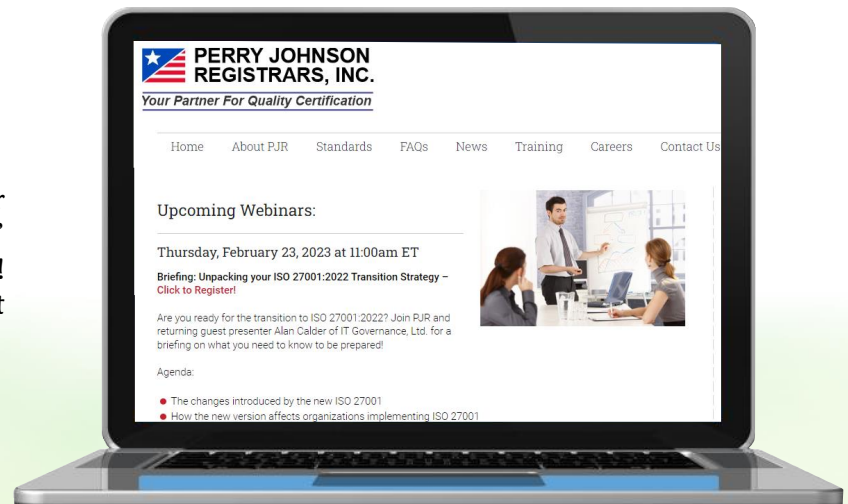 PERRY JOHNSON
REGISTRARS, INC.
Your Partner For Quality Certification
Home About PJR Standards FAQs News Training Careers Contact Us
Upcoming Webinars:
Thursday, February 23, 2023 at 11:00am ET
Briefing: Unpacking your ISO 27001:2022 Transition Strategy –
Click to Register!
Are you ready for the transition to ISO 27001:2022? Join PJR and
returning guest presenter Alan Calder of IT Governance, Ltd. for a
briefing on what you need to know to be prepared!
Agenda:
The changes introduced by the new ISO 27001
How the new version affects organizations implementing ISO 27001